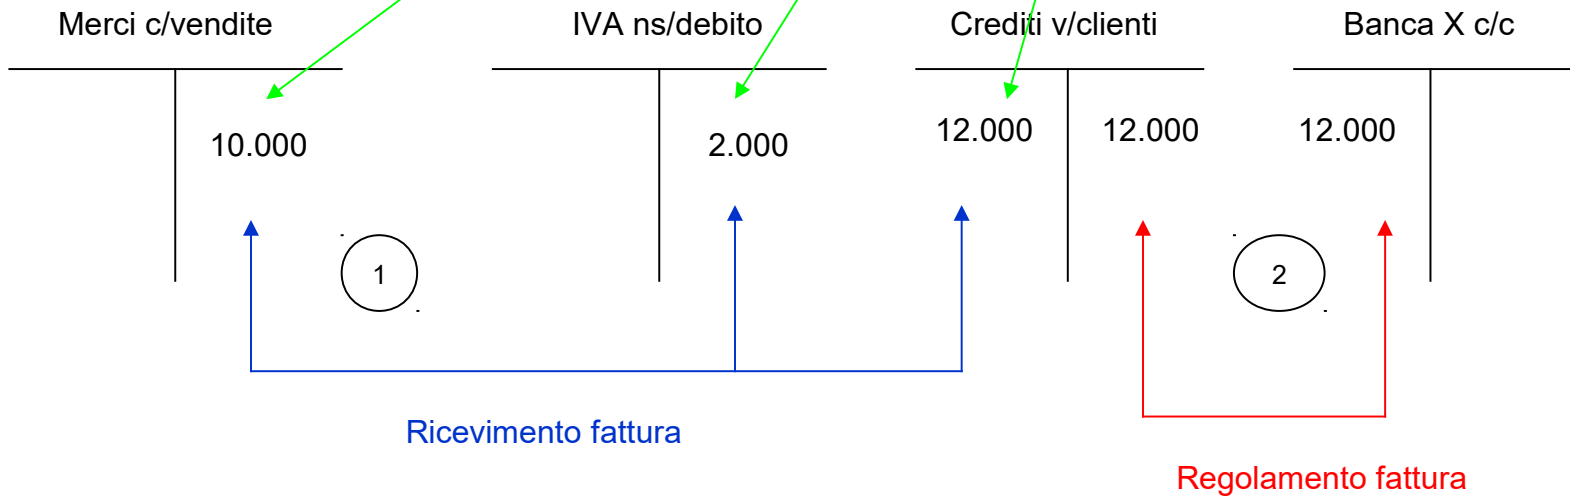 Merci c/vendite IVA ns/debito Crediti v/clienti Banca X c/c
10.000 2.000 12.000 12.000 12.000
1 2
Ricevimento fattura
Regolamento fattura